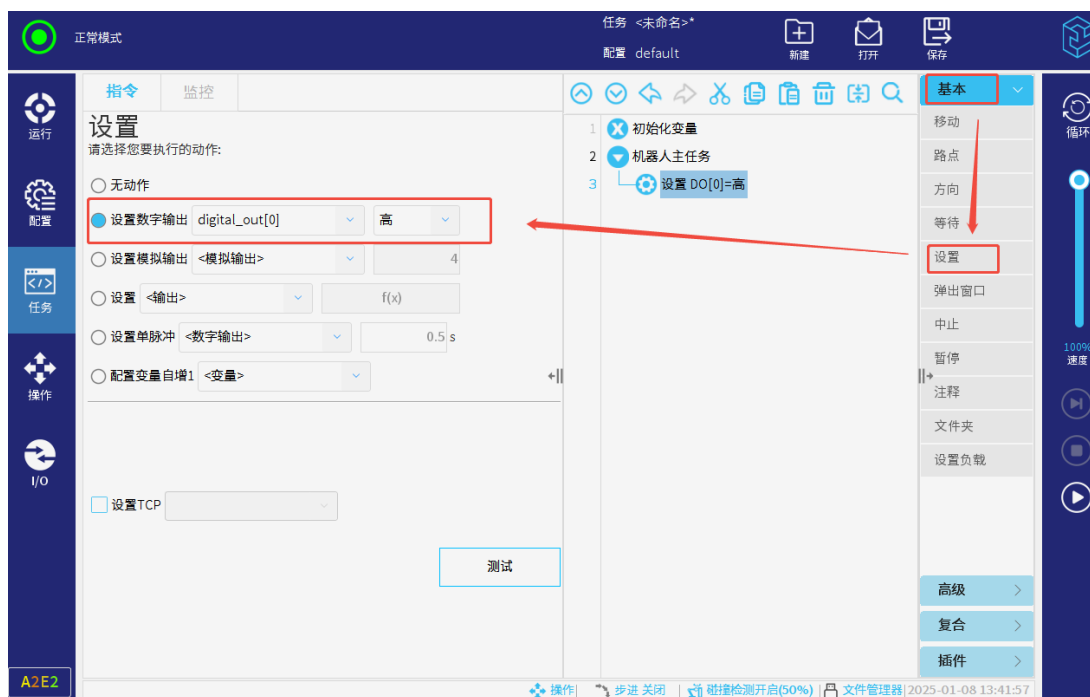 正常模式
任务 <未命名>*
配置 default
新建
打开
保存
运行
配置
任务
操作
I/O
A2E2
指令 监控
设置
请选择您要执行的动作:
无动作
设置数字输出 digital_out[0] 高
设置模拟输出 <模拟输出> 4
设置 <输出> f(x)
设置单脉冲 <数字输出> 0.5 s
配置变量自增1 <变量>
设置TCP
测试
1 初始化变量
2 机器人主任务
3 设置 DO[0]=高
基本
移动
路点
方向
等待
设置
弹出窗口
中止
暂停
注释
文件夹
设置负载
高级
复合
插件
循环
100%
速度
操作 步进 关闭 碰撞检测开启(50%) 文件管理器 2025-01-08 13:41:57